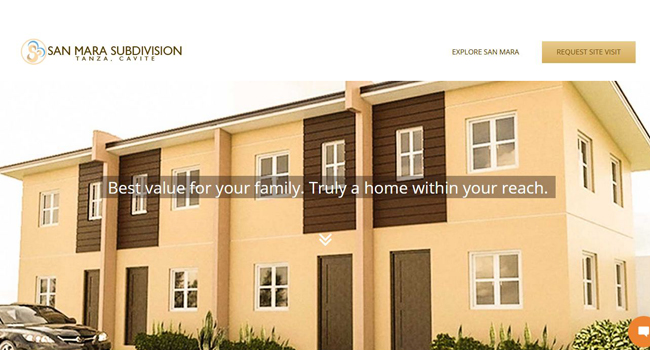 SAN MARA SUBDIVISION
TANZA, CAVITE
EXPLORE SAN MARA
REQUEST SITE VISIT
Best value for your family. Truly a home within your reach.